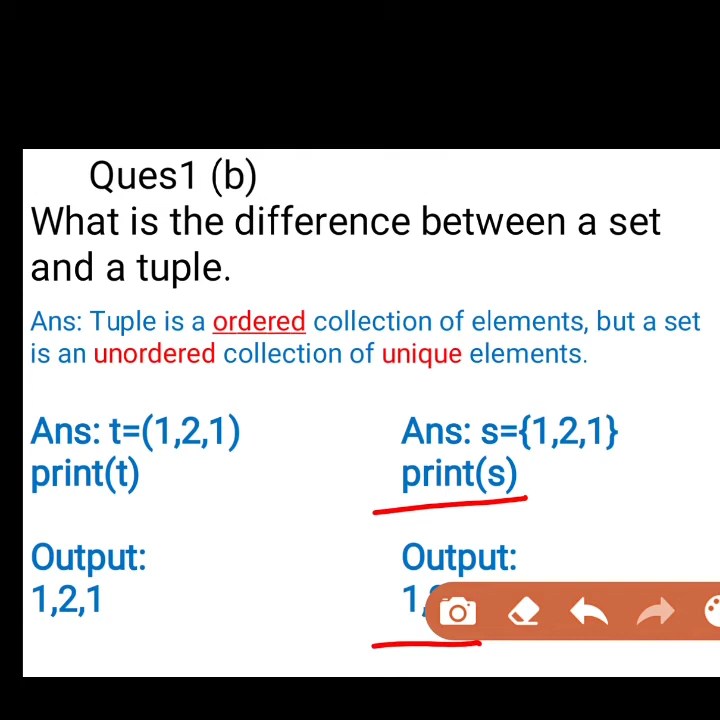 Ques1 (b)
What is the difference between a set
and a tuple.
Ans: Tuple is a ordered collection of elements, but a set
is an unordered collection of unique elements.
Ans: t=(1,2,1)
print(t)
Output:
1,2,1
Ans: s={1,2,1}
print(s)
Output:
1,